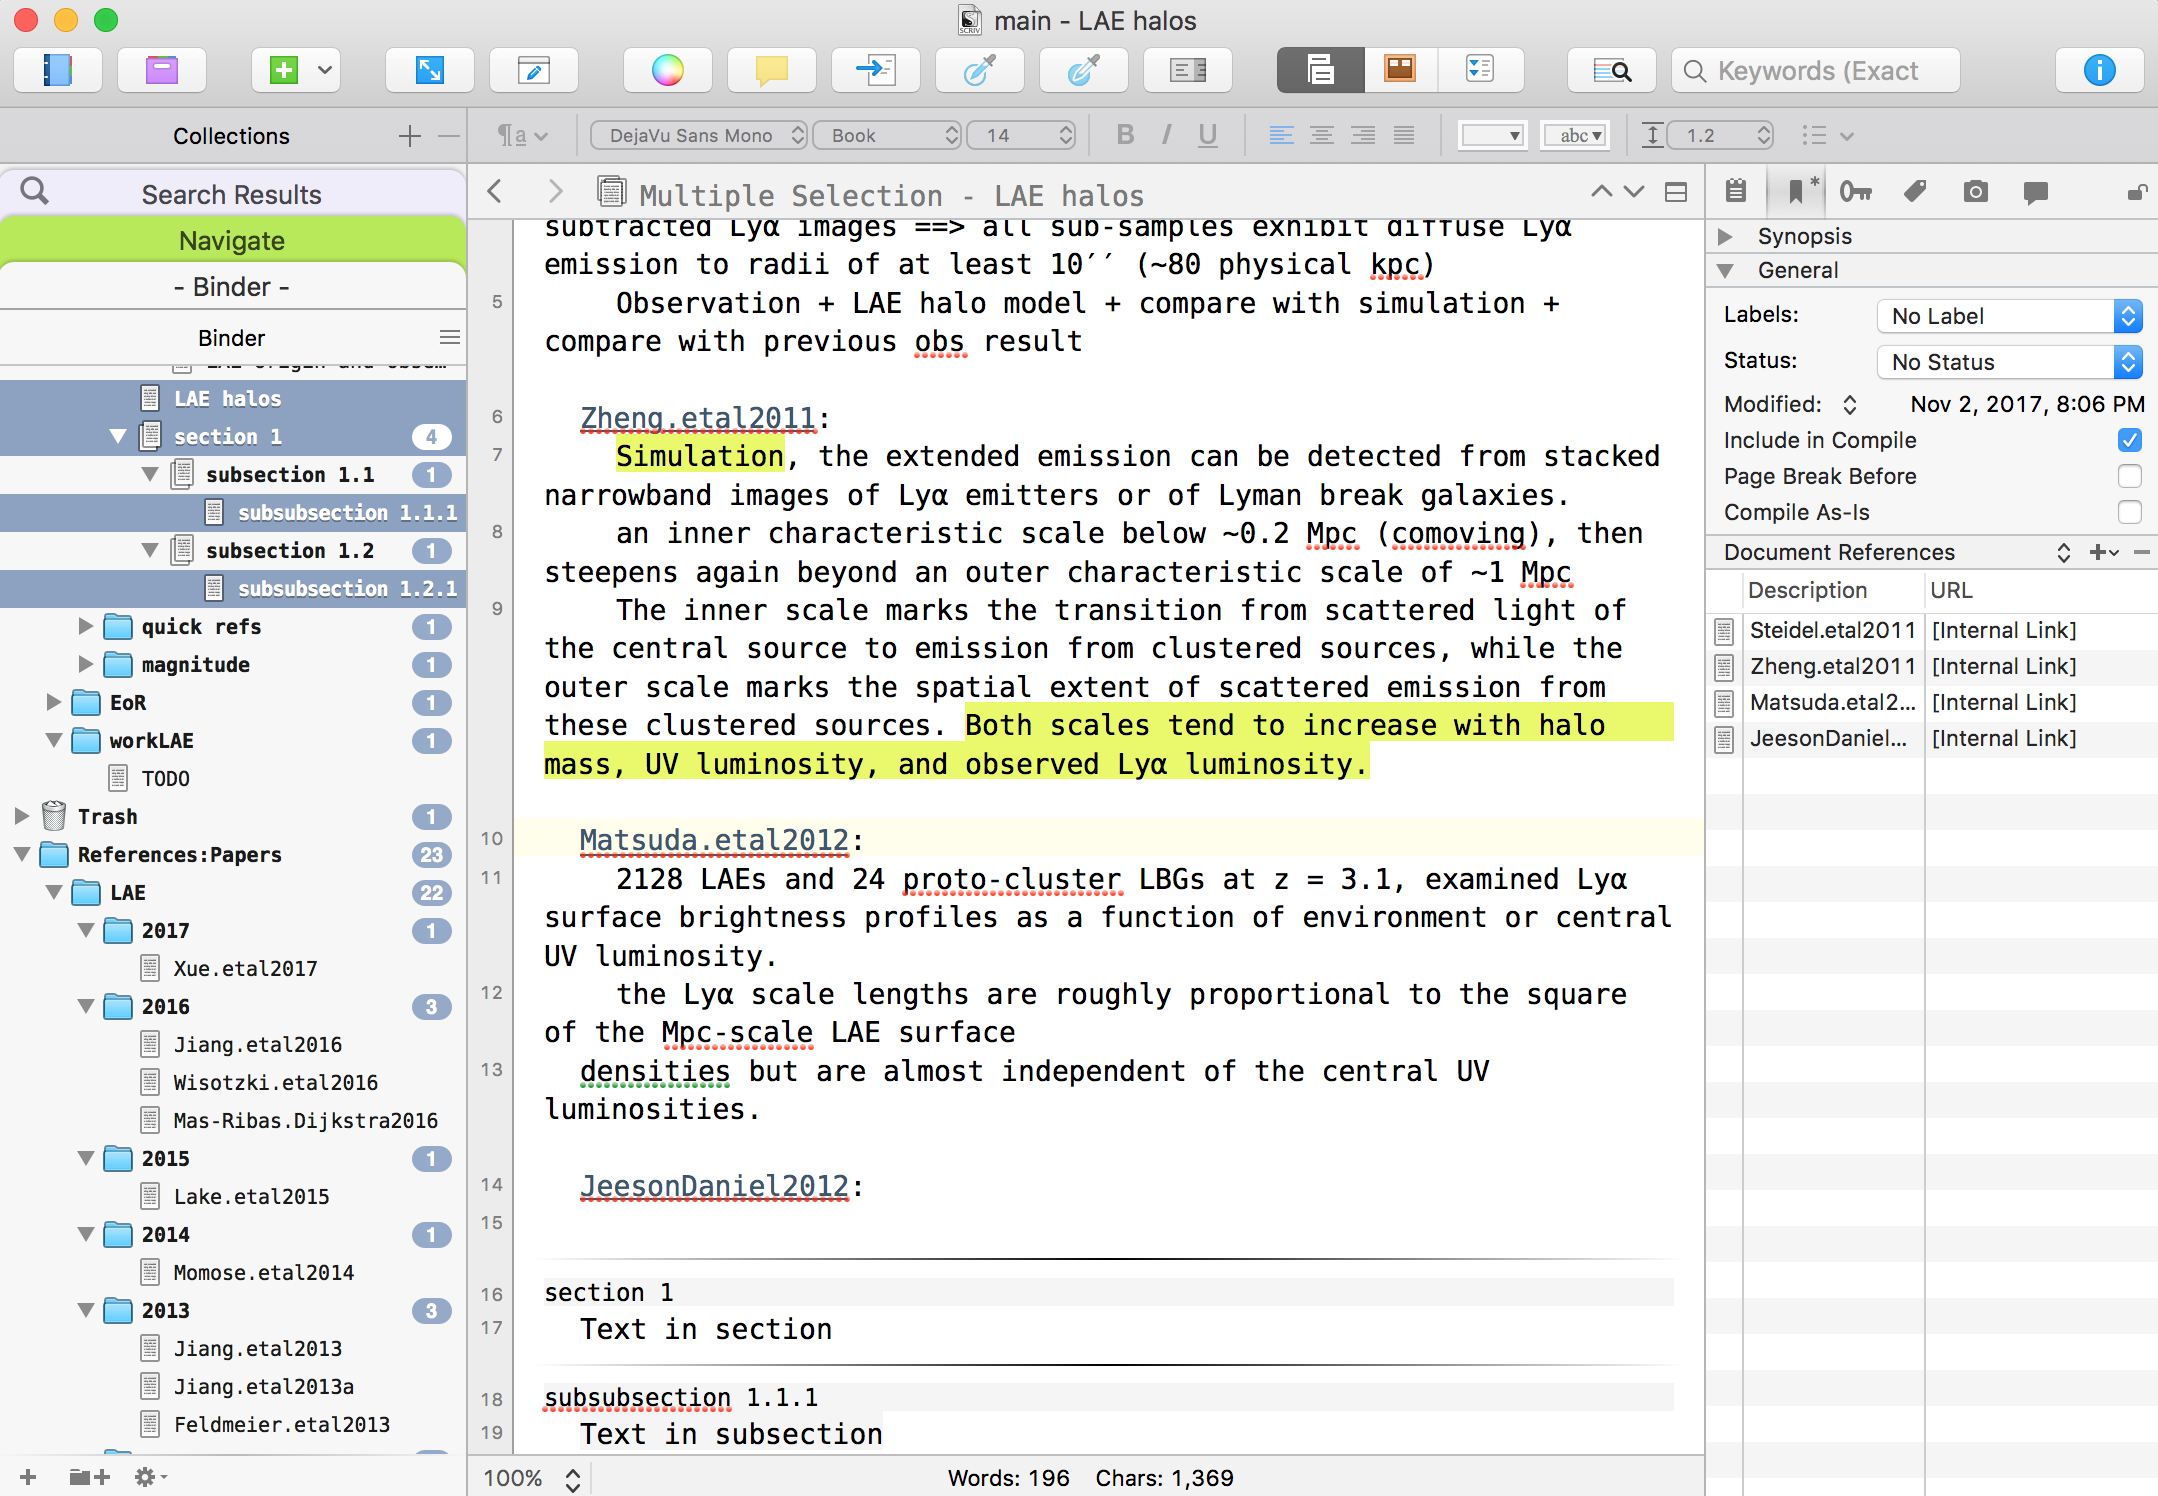 main - LAE halos
Keywords (Exact
Collections
DejaVu Sans Mono
Book
14
B I U
abc
1.2
Search Results
Navigate
- Binder -
Binder
LAE halos
section 1 4
subsection 1.1 1
subsubsection 1.1.1
subsection 1.2 1
subsubsection 1.2.1
quick refs 1
magnitude 1
EoR 1
workLAE 1
TODO
Trash 1
References:Papers 23
LAE 22
2017 1
Xue.etal2017
2016 3
Jiang.etal2016
Wisotzki.etal2016
Mas-Ribas.Dijkstra2016
2015 1
Lake.etal2015
2014 1
Momose.etal2014
2013 3
Jiang.etal2013
Jiang.etal2013a
Feldmeier.etal2013
Multiple Selection - LAE halos
subtracted Lyα images ==> all sub-samples exhibit diffuse Lyα
emission to radii of at least 10′′ (~80 physical kpc)
5 Observation + LAE halo model + compare with simulation +
compare with previous obs result
6 Zheng.etal2011:
7 Simulation, the extended emission can be detected from stacked
narrowband images of Lyα emitters or of Lyman break galaxies.
8 an inner characteristic scale below ~0.2 Mpc (comoving), then
steepens again beyond an outer characteristic scale of ~1 Mpc
9 The inner scale marks the transition from scattered light of
the central source to emission from clustered sources, while the
outer scale marks the spatial extent of scattered emission from
these clustered sources. Both scales tend to increase with halo
mass, UV luminosity, and observed Lyα luminosity.
10 Matsuda.etal2012:
11 2128 LAEs and 24 proto-cluster LBGs at z = 3.1, examined Lyα
surface brightness profiles as a function of environment or central
UV luminosity.
12 the Lyα scale lengths are roughly proportional to the square
of the Mpc-scale LAE surface
13 densities but are almost independent of the central UV
luminosities.
14 JeesonDaniel2012:
15
16 section 1
17 Text in section
18 subsubsection 1.1.1
19 Text in subsection
100%
Words: 196 Chars: 1,369
Synopsis
General
Labels: No Label
Status: No Status
Modified: Nov 2, 2017, 8:06 PM
Include in Compile
Page Break Before
Compile As-Is
Document References
Description URL
Steidel.etal2011 [Internal Link]
Zheng.etal2011 [Internal Link]
Matsuda.etal2... [Internal Link]
JeesonDaniel... [Internal Link]